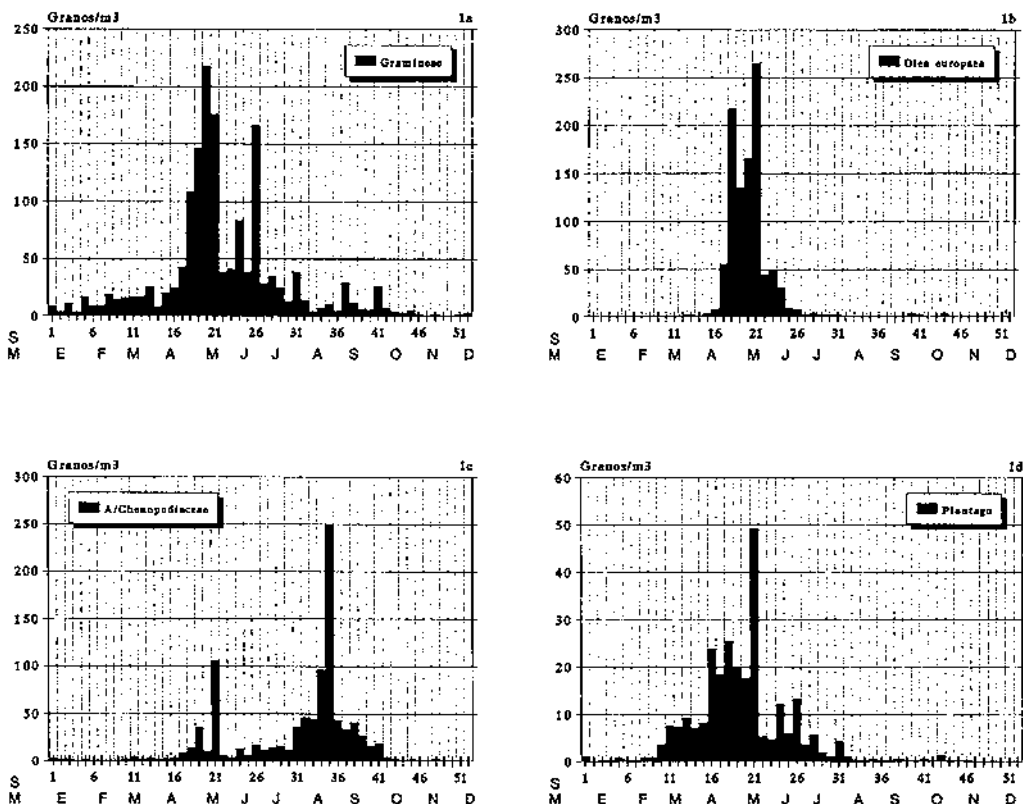 Granos/m3 1a
250
Gramineae
200
150
100
50
0
1 6 11 16 21 26 31 36 41 46 51
S
M E F M A M J J A S O N D
Granos/m3 1b
300
Olea europaea
250
200
150
100
50
0
1 6 11 16 21 26 31 36 41 46 51
S
M E F M A M J J A S O N D
Granos/m3 1c
300
A/Chenopodiaceae
250
200
150
100
50
0
1 6 11 16 21 26 31 36 41 46 51
S
M E F M A M J J A S O N D
Granos/m3 1d
60
Plantago
50
40
30
20
10
0
1 6 11 16 21 26 31 36 41 46 51
S
M E F M A M J J A S O N D